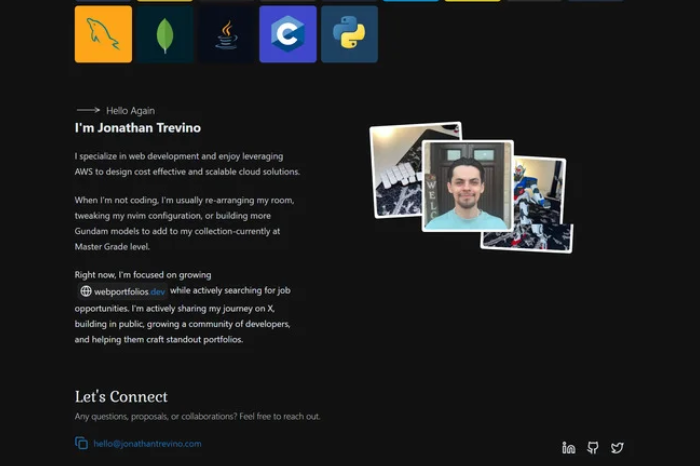 Hello Again
I'm Jonathan Trevino
I specialize in web development and enjoy leveraging
AWS to design cost effective and scalable cloud solutions.
When I'm not coding, I'm usually re-arranging my room,
tweaking my nvim configuration, or building more
Gundam models to add to my collection-currently at
Master Grade level.
Right now, I'm focused on growing
webportfolios.dev while actively searching for job
opportunities. I'm actively sharing my journey on X,
building in public, growing a community of developers,
and helping them craft standout portfolios.
Let's Connect
Any questions, proposals, or collaborations? Feel free to reach out.
hello@jonathantrevino.com